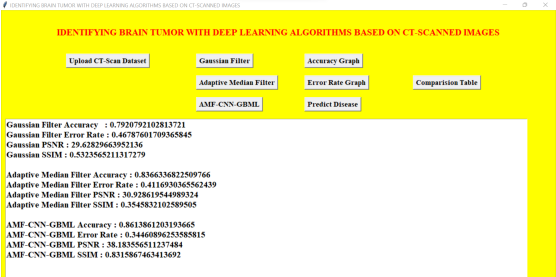 IDENTIFYING BRAIN TUMOR WITH DEEP LEARNING ALGORITHMS BASED ON CT-SCANNED IMAGES
IDENTIFYING BRAIN TUMOR WITH DEEP LEARNING ALGORITHMS BASED ON CT-SCANNED IMAGES
Upload CT-Scan Dataset Gaussian Filter Accuracy Graph
Adaptive Median Filter Error Rate Graph Comparision Table
AMF-CNN-GBML Predict Disease
Gaussian Filter Accuracy : 0.7920792102813721
Gaussian Filter Error Rate : 0.46787601709365845
Gaussian PSNR : 29.62829663952136
Gaussian SSIM : 0.5323565211317279
Adaptive Median Filter Accuracy : 0.8366336822509766
Adaptive Median Filter Error Rate : 0.4116930365562439
Adaptive Median Filter PSNR : 30.928619544989324
Adaptive Median Filter SSIM : 0.3545832102589505
AMF-CNN-GBML Accuracy : 0.8613861203193665
AMF-CNN-GBML Error Rate : 0.34460896253585815
AMF-CNN-GBML PSNR : 38.183556511237484
AMF-CNN-GBML SSIM : 0.8315867463413692